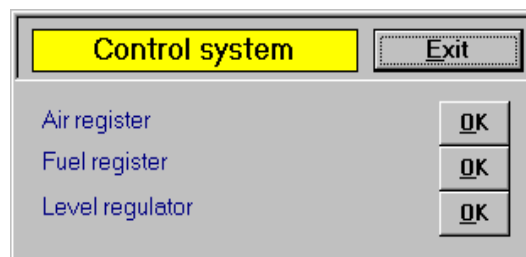 Control system Exit
Air register OK
Fuel register OK
Level regulator OK